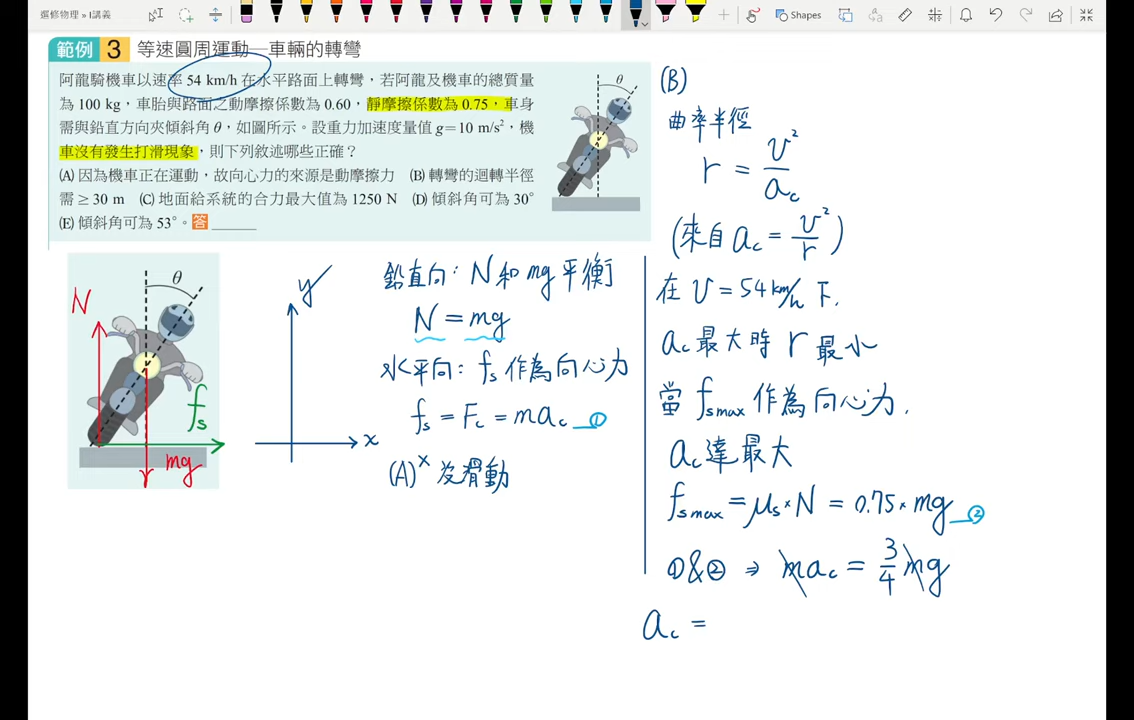 選修物理 » I講義
Shapes
範例 3 等速圓周運動─車輛的轉彎
阿龍騎機車以速率 54 km/h 在水平路面上轉彎,若阿龍及機車的總質量
為 100 kg,車胎與路面之動摩擦係數為 0.60,靜摩擦係數為 0.75,車身
需與鉛直方向夾傾斜角 θ,如圖所示。設重力加速度量值 g=10 m/s²,機
車沒有發生打滑現象,則下列敘述哪些正確?
(A) 因為機車正在運動,故向心力的來源是動摩擦力 (B) 轉彎的迴轉半徑
需 ≥ 30 m (C) 地面給系統的合力最大值為 1250 N (D) 傾斜角可為 30°
(E) 傾斜角可為 53°。答
θ
θ
N
fs
mg
y
x
鉛直向: N 和 mg 平衡
N = mg
水平向: fs 作為向心力
fs = Fc = mac ①
(A)× 沒滑動
(B)
曲率半徑
r = v²/ac
(來自 ac = v²/r)
在 v = 54 km/h 下.
ac 最大時 r 最小
當 fsmax 作為向心力.
ac 達最大
fsmax = μs × N = 0.75 × mg ②
①&② ⇒ mac = 3/4 mg
ac =